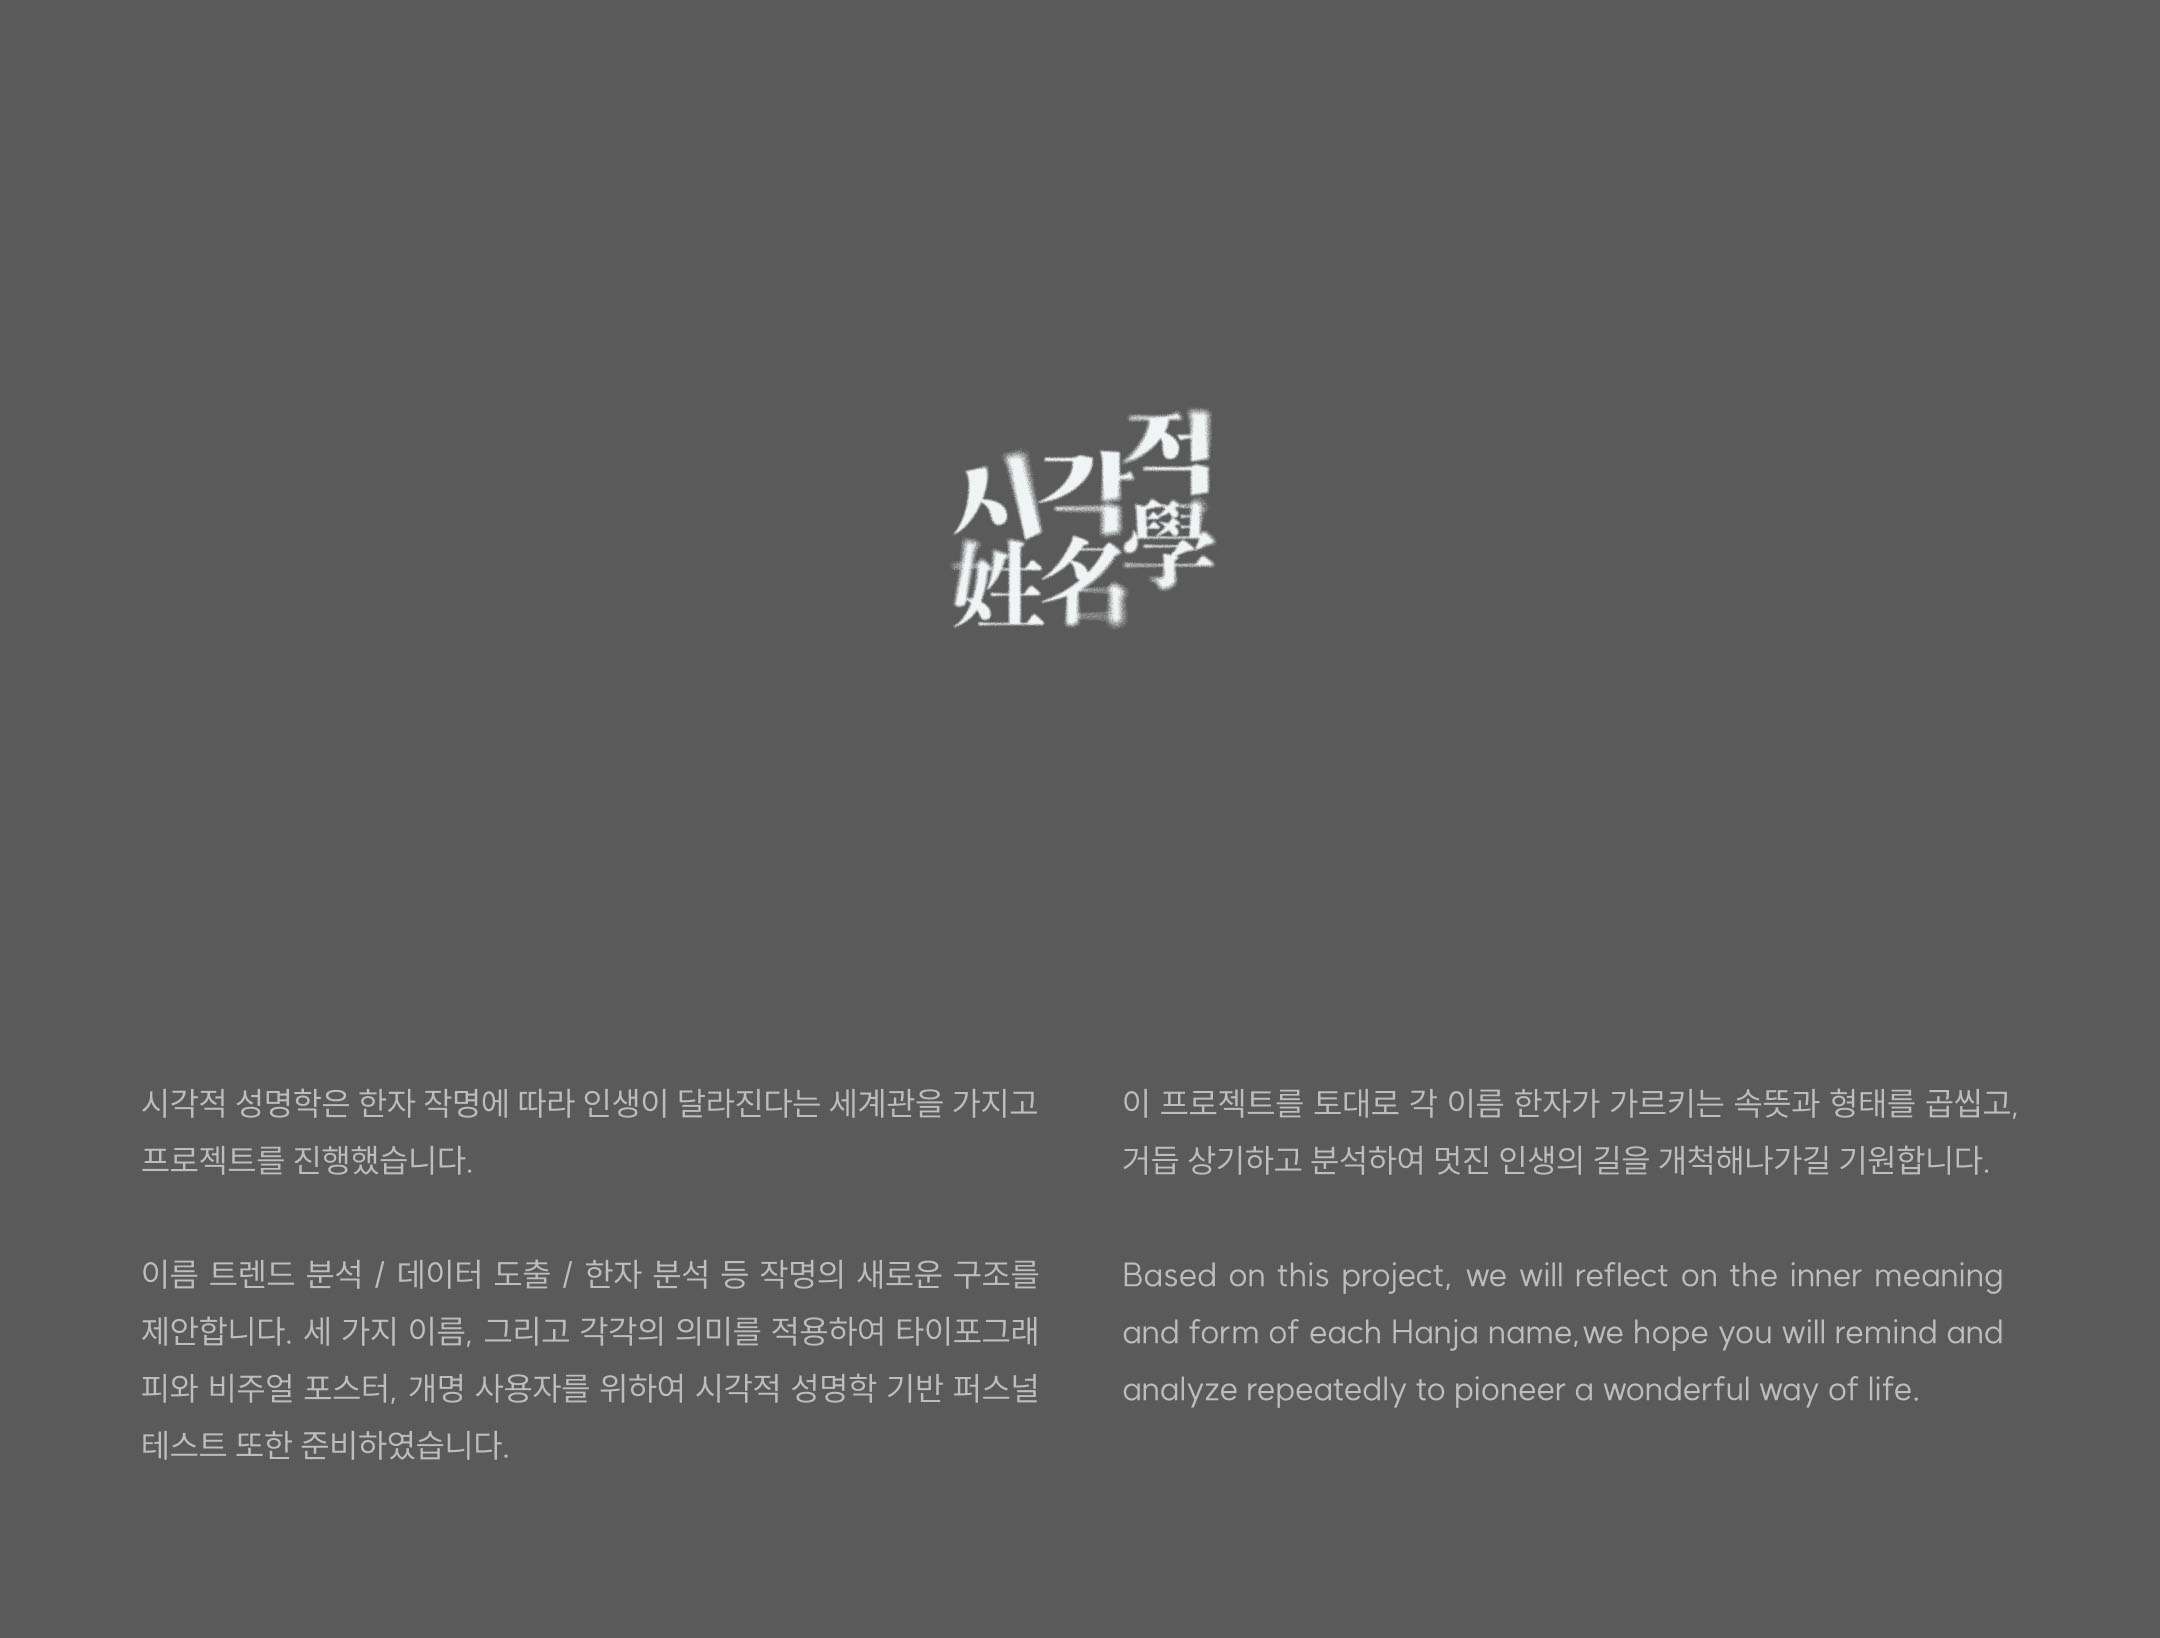 시각적
姓名學
시각적 성명학은 한자 작명에 따라 인생이 달라진다는 세계관을 가지고
프로젝트를 진행했습니다.
이름 트렌드 분석 / 데이터 도출 / 한자 분석 등 작명의 새로운 구조를
제안합니다. 세 가지 이름, 그리고 각각의 의미를 적용하여 타이포그래
피와 비주얼 포스터, 개명 사용자를 위하여 시각적 성명학 기반 퍼스널
테스트 또한 준비하였습니다.
이 프로젝트를 토대로 각 이름 한자가 가르키는 속뜻과 형태를 곱씹고,
거듭 상기하고 분석하여 멋진 인생의 길을 개척해나가길 기원합니다.
Based on this project, we will reflect on the inner meaning
and form of each Hanja name, we hope you will remind and
analyze repeatedly to pioneer a wonderful way of life.